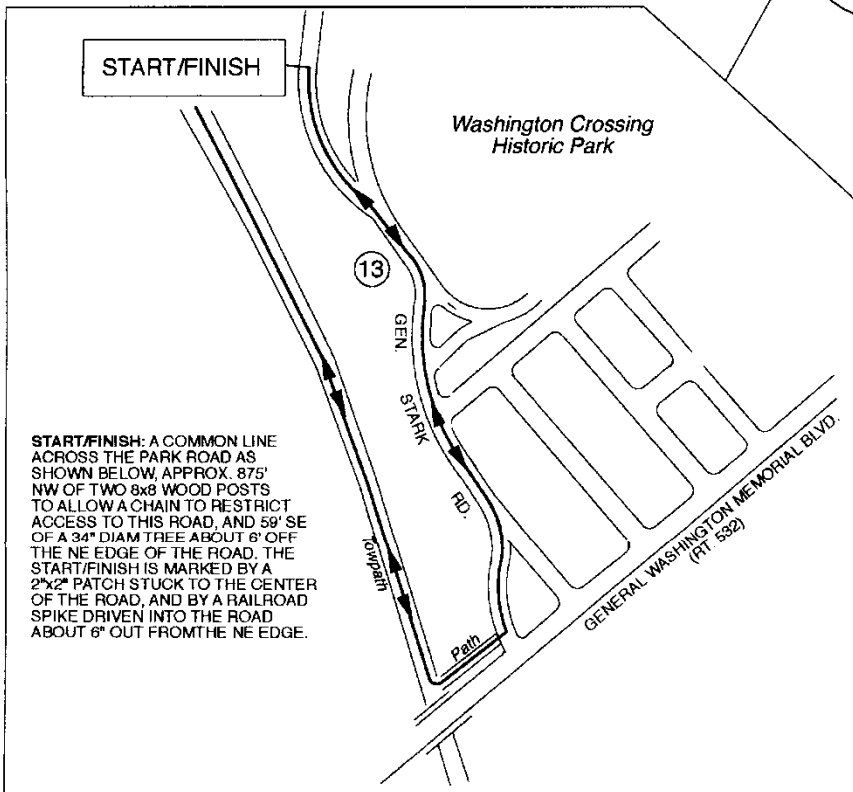 START/FINISH
Washington Crossing
Historic Park
13
GEN.
STARK
RD.
START/FINISH: A COMMON LINE
ACROSS THE PARK ROAD AS
SHOWN BELOW, APPROX. 875'
NW OF TWO 8x8 WOOD POSTS
TO ALLOW A CHAIN TO RESTRICT
ACCESS TO THIS ROAD, AND 59' SE
OF A 34" DIAM TREE ABOUT 6' OFF
THE NE EDGE OF THE ROAD. THE
START/FINISH IS MARKED BY A
2"x2" PATCH STUCK TO THE CENTER
OF THE ROAD, AND BY A RAILROAD
SPIKE DRIVEN INTO THE ROAD
ABOUT 6" OUT FROMTHE NE EDGE.
Towpath
Path
GENERAL WASHINGTON MEMORIAL BLVD.
(RT. 532)